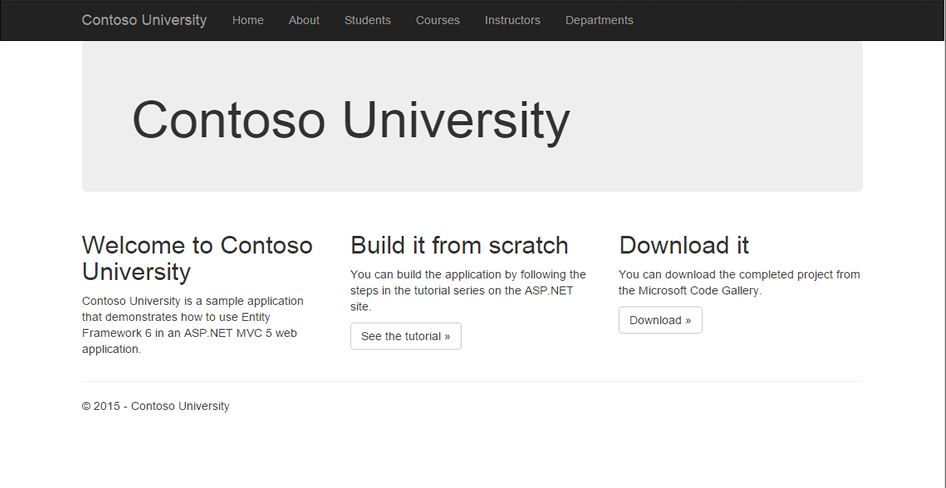 Contoso University Home About Students Courses Instructors Departments
Contoso University
Welcome to Contoso
University
Contoso University is a sample application
that demonstrates how to use Entity
Framework 6 in an ASP.NET MVC 5 web
application.
Build it from scratch
You can build the application by following the
steps in the tutorial series on the ASP.NET
site.
See the tutorial »
Download it
You can download the completed project from
the Microsoft Code Gallery.
Download »
© 2015 - Contoso University